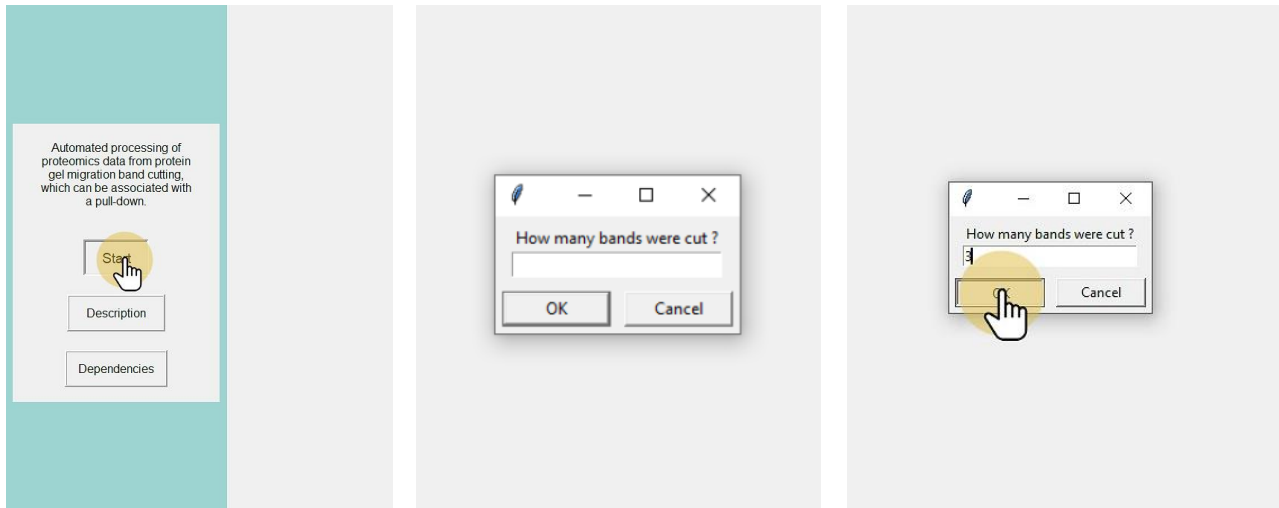 Automated processing of
proteomics data from protein
gel migration band cutting,
which can be associated with
a pull-down.
Start
Description
Dependencies
How many bands were cut ?
OK
Cancel
How many bands were cut ?
3
OK
Cancel